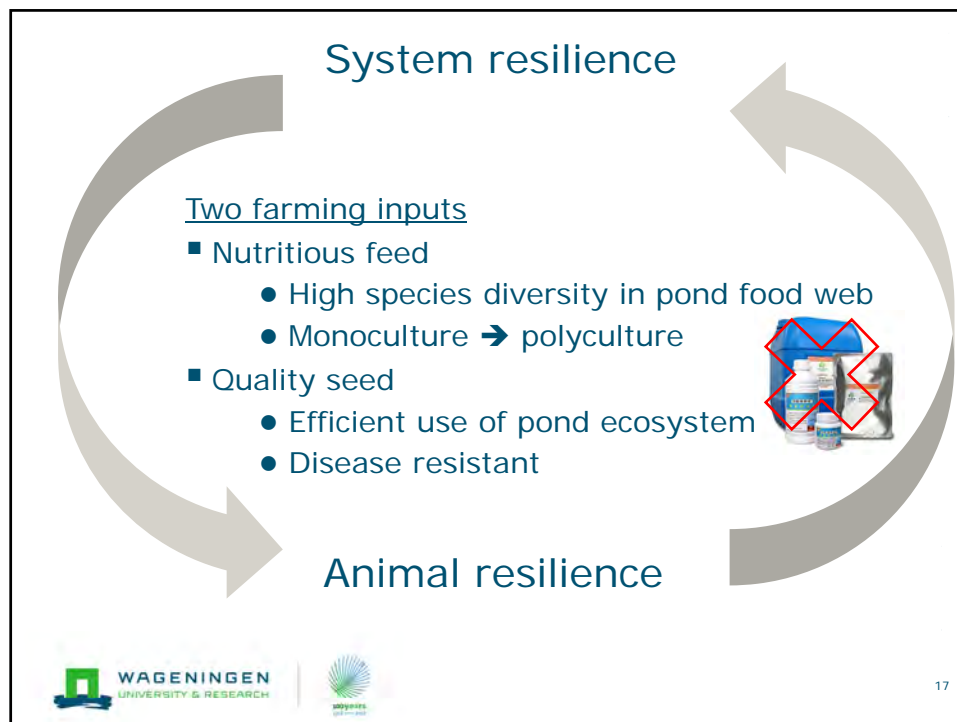 System resilience
Two farming inputs
▪ Nutritious feed
● High species diversity in pond food web
● Monoculture ➔ polyculture
▪ Quality seed
● Efficient use of pond ecosystem
● Disease resistant
Animal resilience
WAGENINGEN
UNIVERSITY & RESEARCH
100years
17